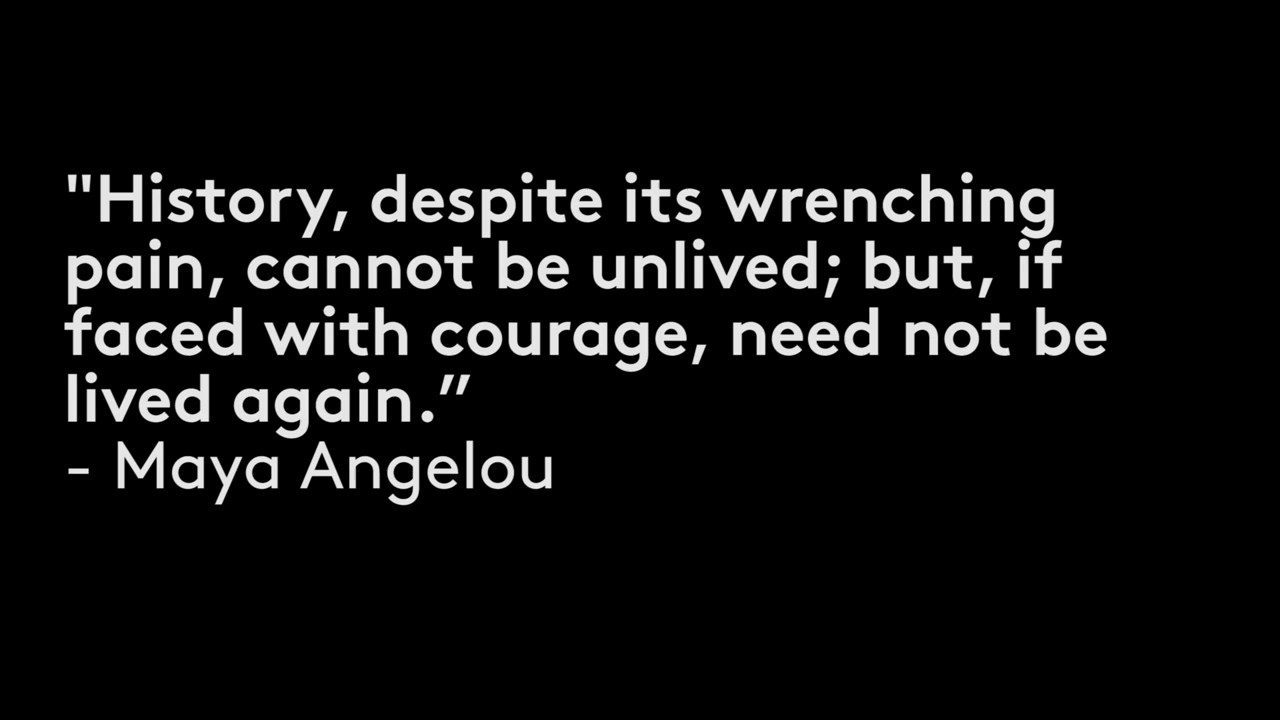 "History, despite its wrenching
pain, cannot be unlived; but, if
faced with courage, need not be
lived again.”
- Maya Angelou